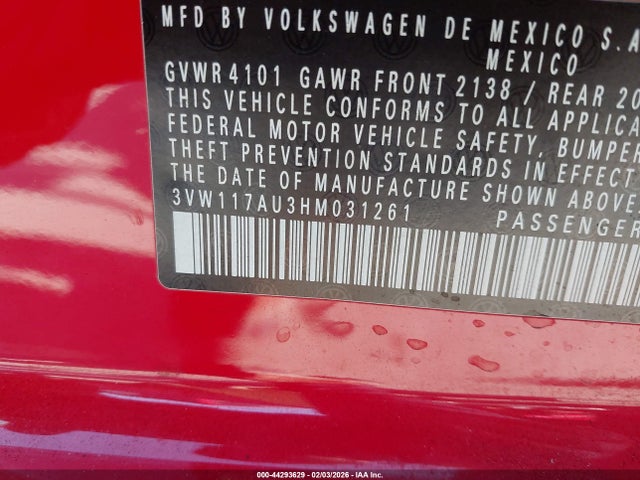 MFD BY VOLKSWAGEN DE MEXICO S.A
MEXICO
GVWR 4101 GAWR FRONT 2138 / REAR 20
THIS VEHICLE CONFORMS TO ALL APPLICA
FEDERAL MOTOR VEHICLE SAFETY, BUMPER
THEFT PREVENTION STANDARDS IN EFFECT
THE DATE OF MANUFACTURE SHOWN ABOVE.
3VW117AU3HM031261 PASSENGER
000-44293629 - 02/03/2026 - IAA Inc.